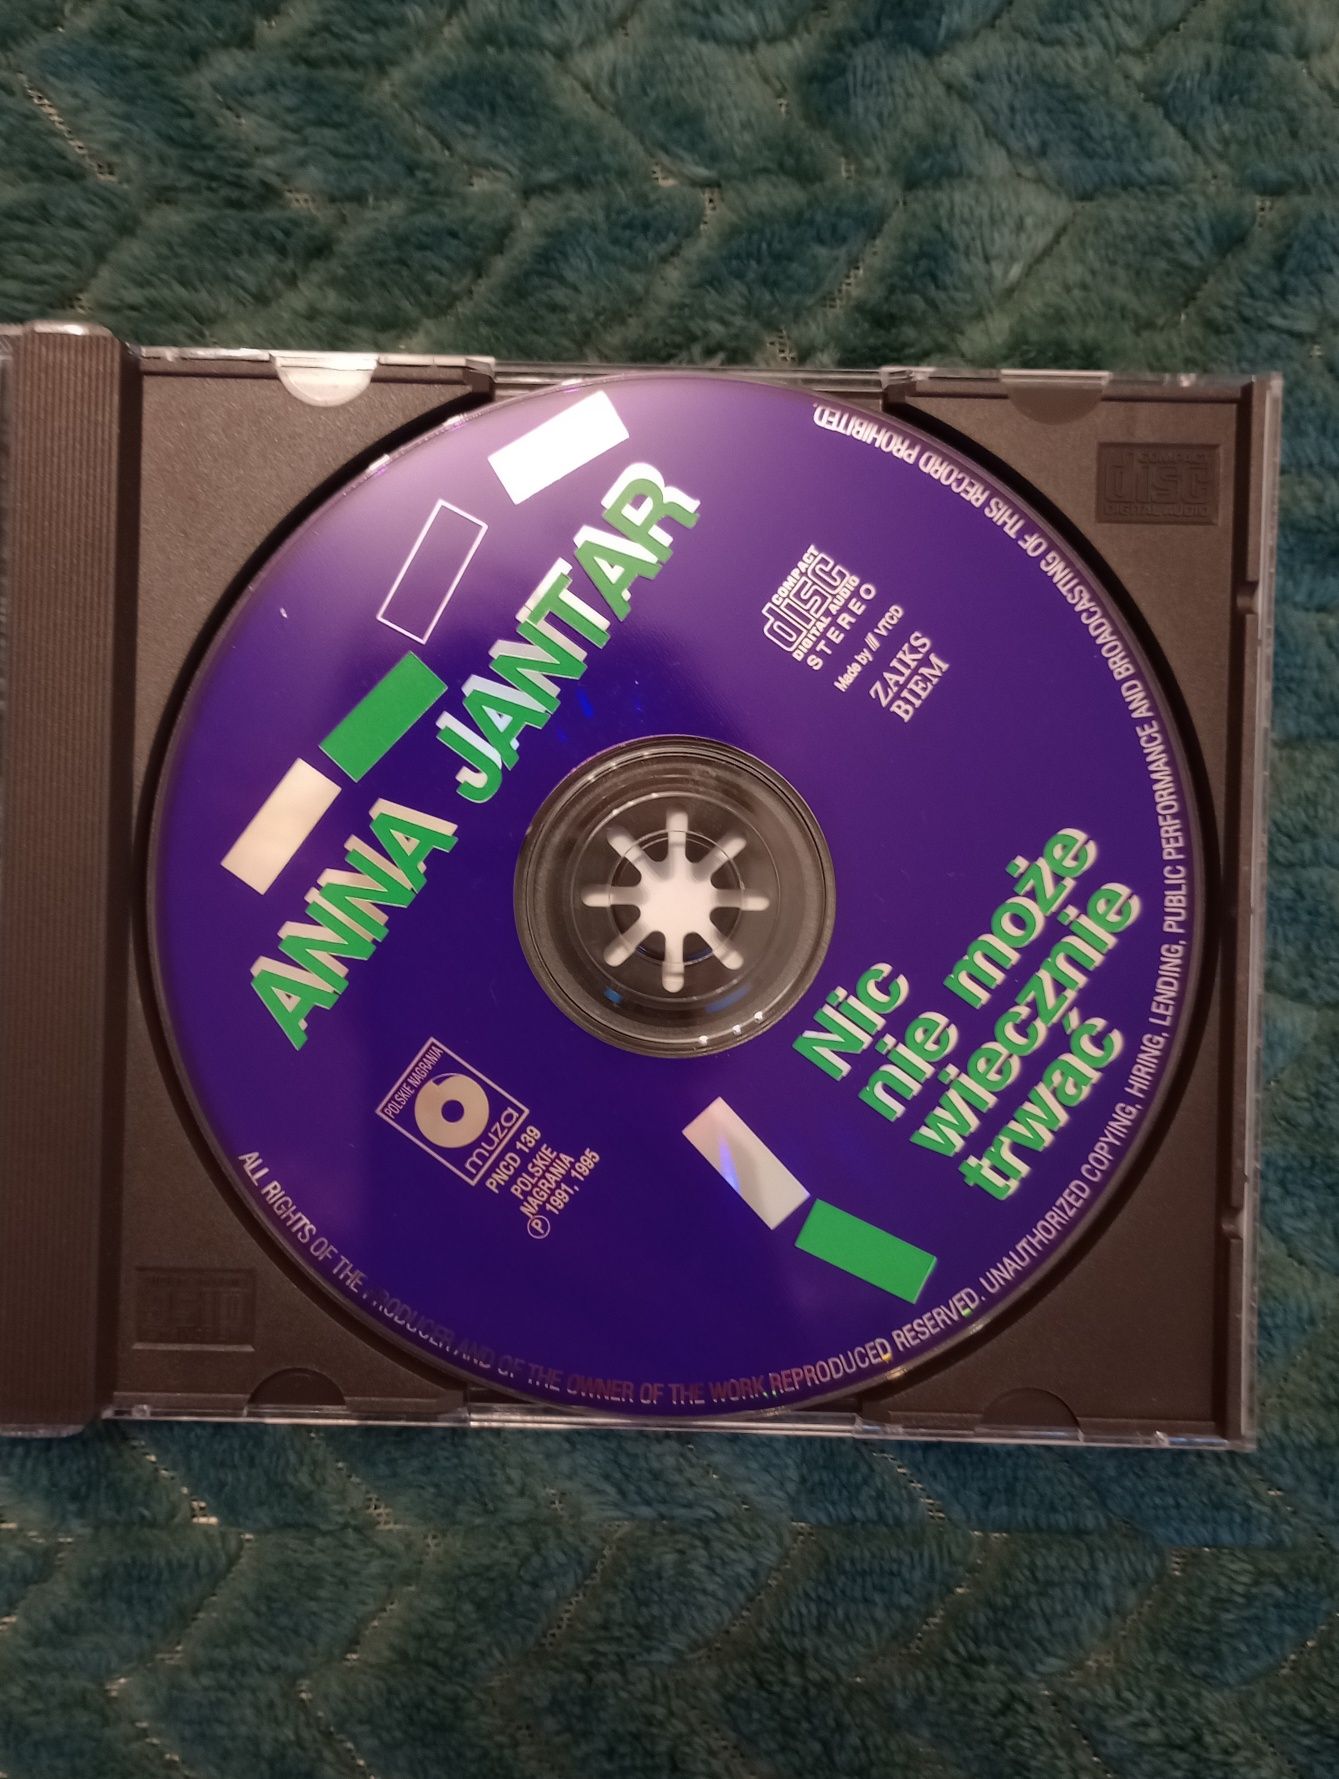 ANNA JANTAR
COMPACT
disc
DIGITAL AUDIO
STEREO
Made by /// VTCD
ZAIKS
BIEM
Nic
nie może
wiecznie
trwać
POLSKIE NAGRANIA
muza
PNCD 139
POLSKIE
NAGRANIA
Ⓟ 1991, 1995
ALL RIGHTS OF THE PRODUCER AND OF THE OWNER OF THE WORK REPRODUCED RESERVED. UNAUTHORIZED COPYING, HIRING, LENDING, PUBLIC PERFORMANCE AND BROADCASTING OF THIS RECORD PROHIBITED.
COMPACT
disc
DIGITAL AUDIO